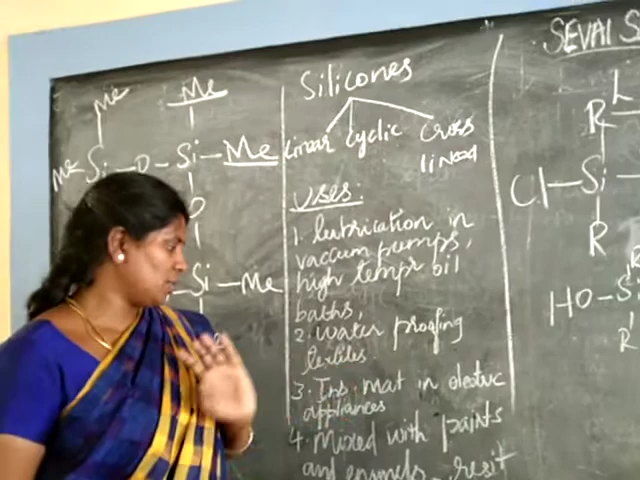 Me
Me
Me Si - O - Si - Me
O
Si - Me
Silicones
Linear Cyclic Cross
linked
Uses:
1. lubrication in
vaccum pumps,
high tempr oil
baths,
2. Water proofing
textiles
3. Ins. mat in electric
appliances
4. Mixed with paints
and enamels - resist
SEVAI S
R
Cl - Si -
R
HO - Si
R